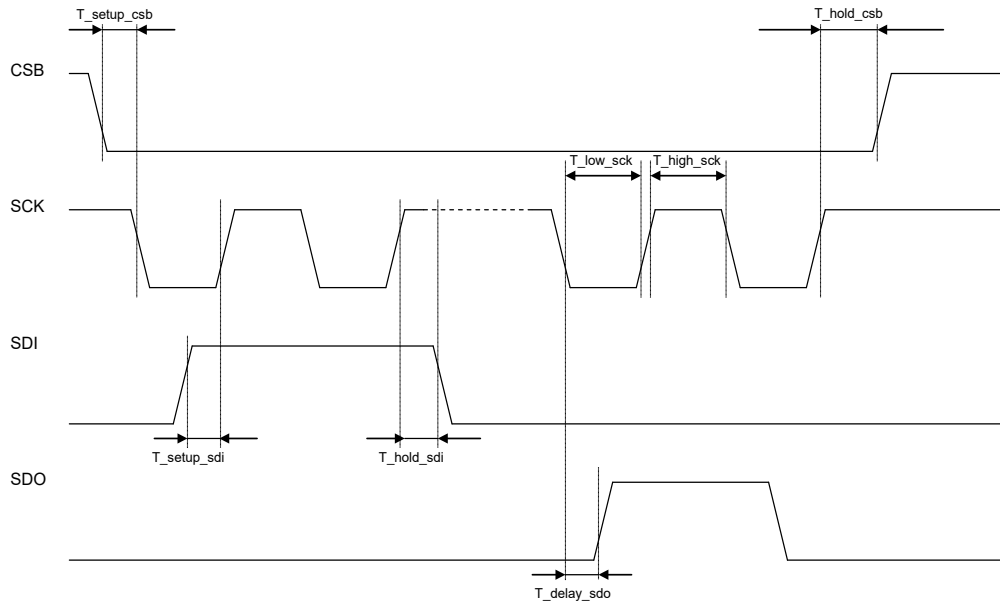 T_setup_csb
T_hold_csb
CSB
T_low_sck
T_high_sck
SCK
SDI
T_setup_sdi
T_hold_sdi
SDO
T_delay_sdo